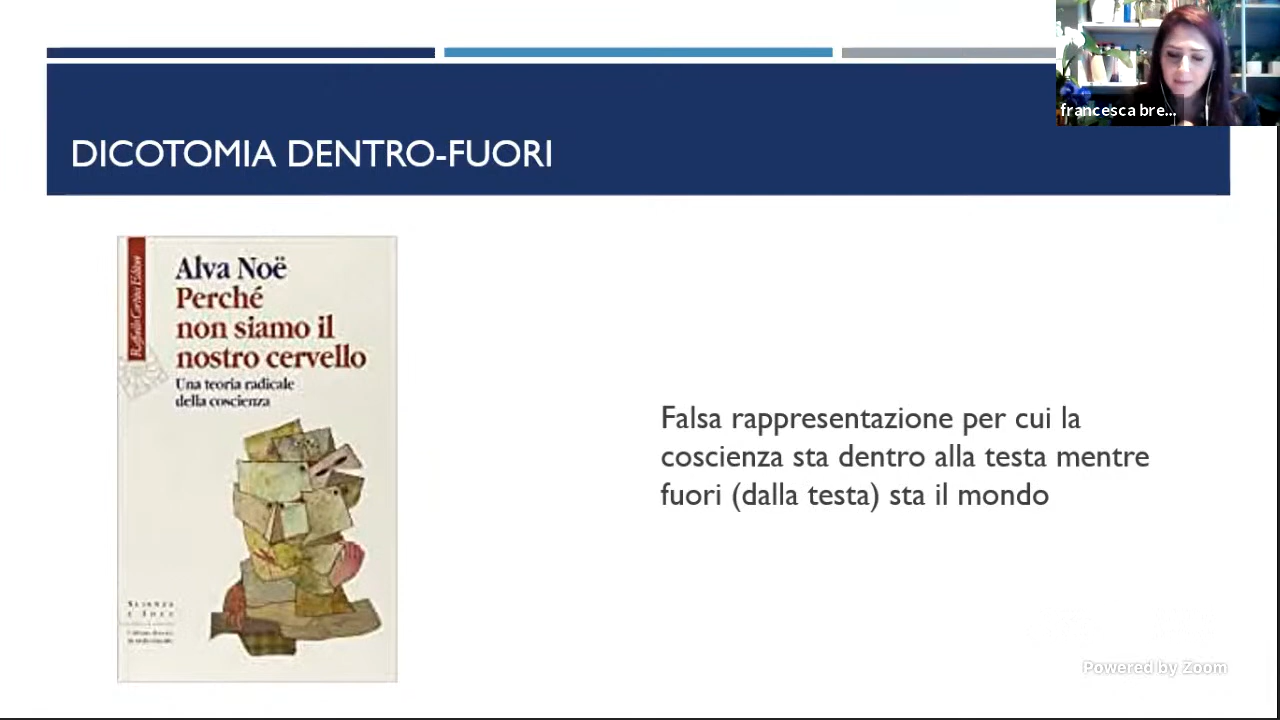 francesca bre...
DICOTOMIA DENTRO-FUORI
Raffaello Cortina Editore
Alva Noë
Perché
non siamo il
nostro cervello
Una teoria radicale
della coscienza
SCIENZA
E IDEE
Falsa rappresentazione per cui la
coscienza sta dentro alla testa mentre
fuori (dalla testa) sta il mondo
Powered by Zoom